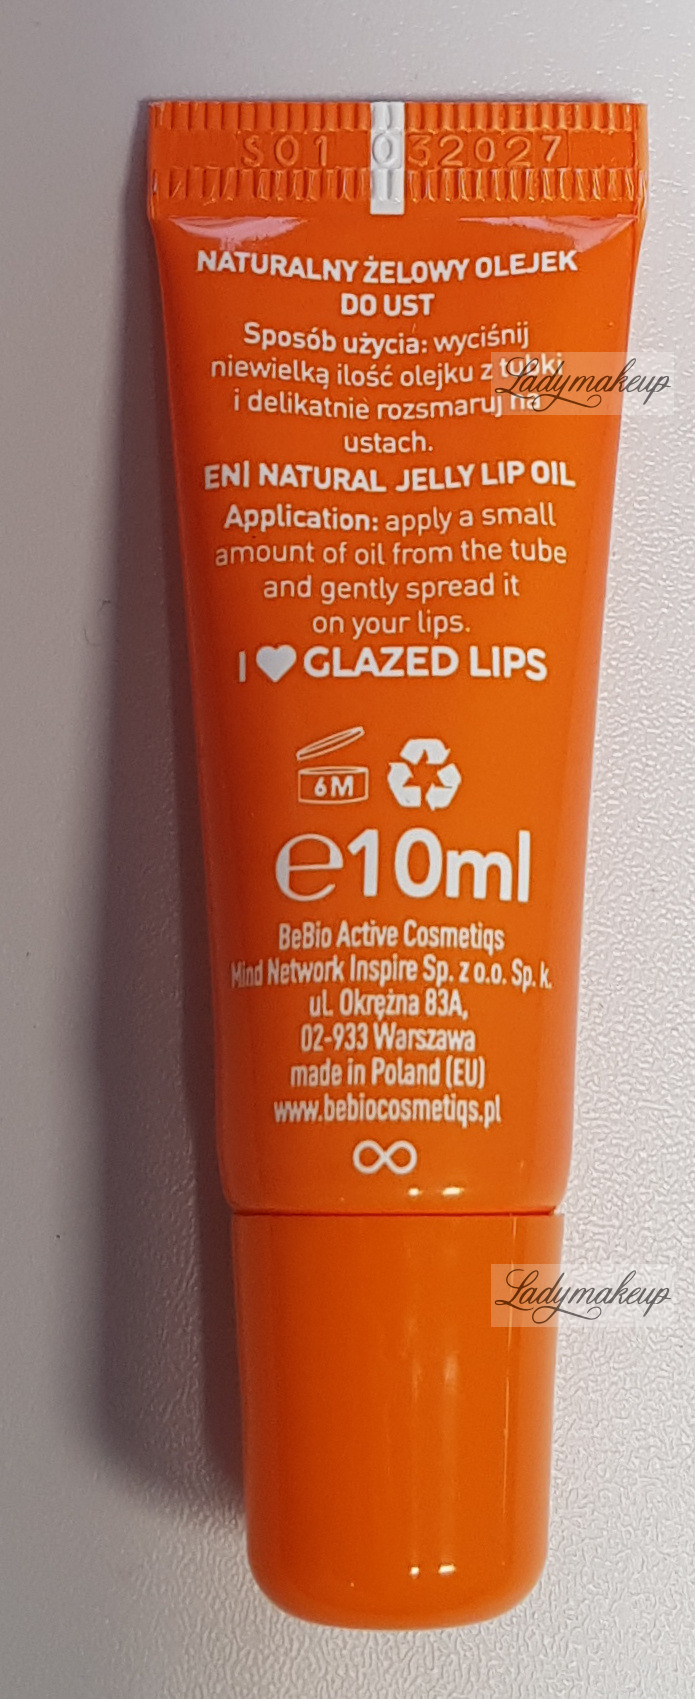 S01 032027
NATURALNY ŻELOWY OLEJEK
DO UST
Sposób użycia: wyciśnij
niewielką ilość olejku z tubki
i delikatnie rozsmaruj na
ustach.
EN| NATURAL JELLY LIP OIL
Application: apply a small
amount of oil from the tube
and gently spread it
on your lips.
I ♥ GLAZED LIPS
6M
e10ml
BeBio Active Cosmetiqs
Mind Network Inspire Sp. z o.o. Sp. k.
ul. Okrężna 83A,
02-933 Warszawa
made in Poland (EU)
www.bebiocosmetiqs.pl
Ladymakeup
Ladymakeup